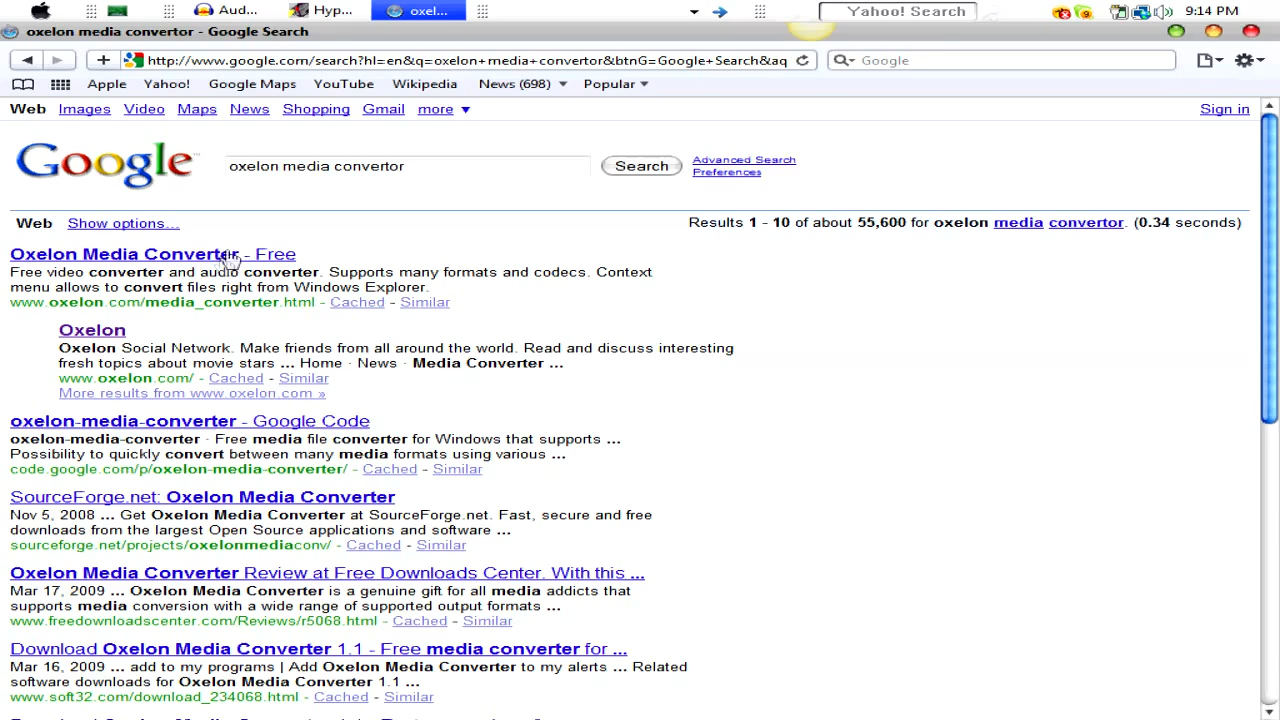 Aud... Hyp... oxel... Yahoo! Search 9:14 PM
oxelon media convertor - Google Search
http://www.google.com/search?hl=en&q=oxelon+media+convertor&btnG=Google+Search&aq Google
Apple Yahoo! Google Maps YouTube Wikipedia News (698) Popular
Web Images Video Maps News Shopping Gmail more Sign in
Google oxelon media convertor Search Advanced Search
Preferences
Web Show options... Results 1 - 10 of about 55,600 for oxelon media convertor. (0.34 seconds)
Oxelon Media Converter - Free
Free video converter and audio converter. Supports many formats and codecs. Context
menu allows to convert files right from Windows Explorer.
www.oxelon.com/media_converter.html - Cached - Similar
Oxelon
Oxelon Social Network. Make friends from all around the world. Read and discuss interesting
fresh topics about movie stars ... Home · News · Media Converter ...
www.oxelon.com/ - Cached - Similar
More results from www.oxelon.com »
oxelon-media-converter - Google Code
oxelon-media-converter · Free media file converter for Windows that supports ...
Possibility to quickly convert between many media formats using various ...
code.google.com/p/oxelon-media-converter/ - Cached - Similar
SourceForge.net: Oxelon Media Converter
Nov 5, 2008 ... Get Oxelon Media Converter at SourceForge.net. Fast, secure and free
downloads from the largest Open Source applications and software ...
sourceforge.net/projects/oxelonmediaconv/ - Cached - Similar
Oxelon Media Converter Review at Free Downloads Center. With this ...
Mar 17, 2009 ... Oxelon Media Converter is a genuine gift for all media addicts that
supports media conversion with a wide range of supported output formats ...
www.freedownloadscenter.com/Reviews/r5068.html - Cached - Similar
Download Oxelon Media Converter 1.1 - Free media converter for ...
Mar 16, 2009 ... add to my programs | Add Oxelon Media Converter to my alerts ... Related
software downloads for Oxelon Media Converter 1.1 ...
www.soft32.com/download_234068.html - Cached - Similar